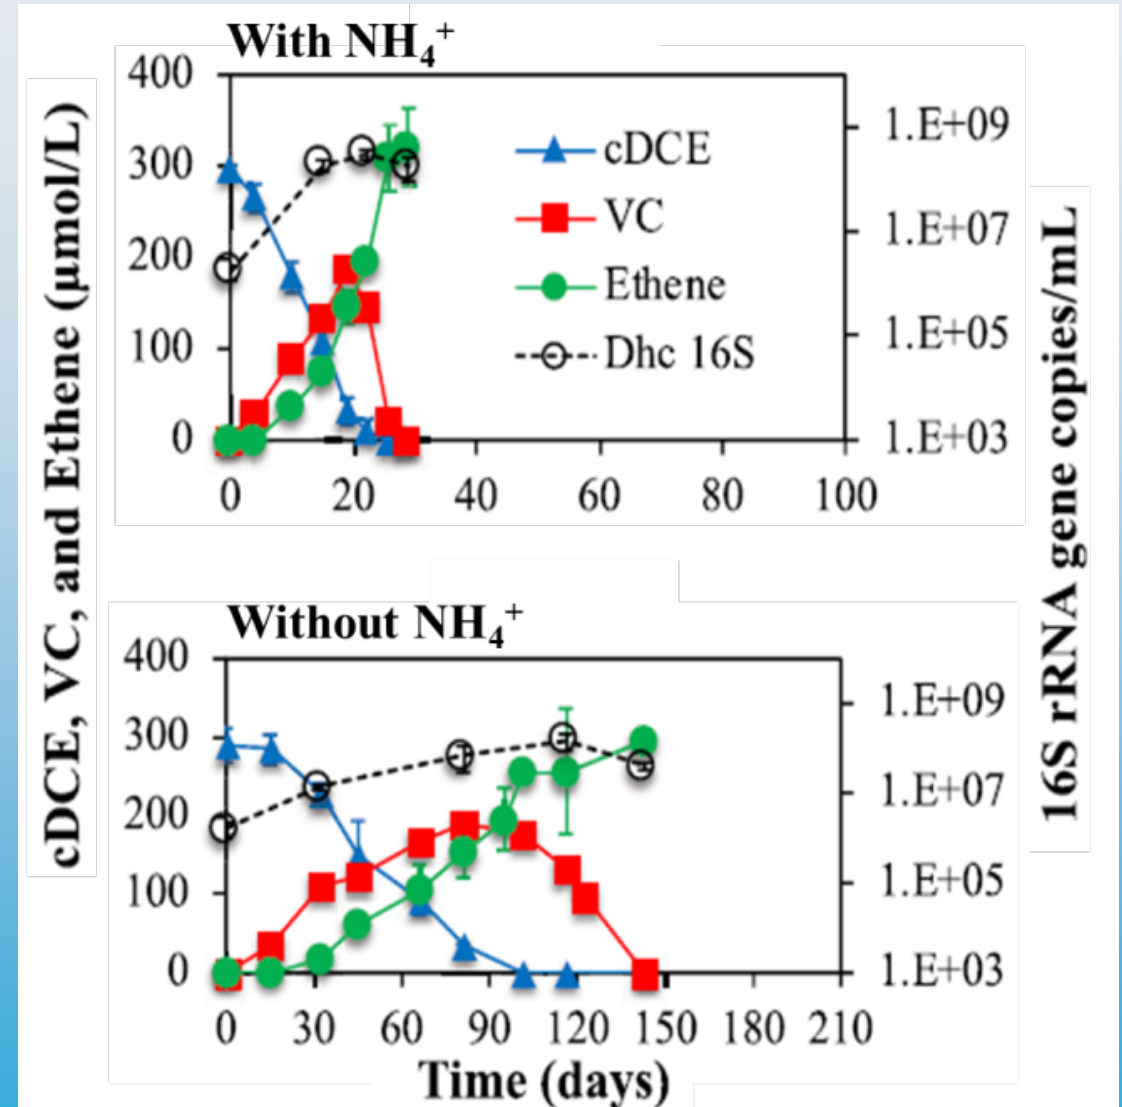 With NH₄⁺
cDCE, VC, and Ethene (µmol/L)
400
300
200
100
0
0 20 40 60 80 100
cDCE
VC
Ethene
Dhc 16S
1.E+09
1.E+07
1.E+05
1.E+03
16S rRNA gene copies/mL
Without NH₄⁺
400
300
200
100
0
0 30 60 90 120 150 180 210
1.E+09
1.E+07
1.E+05
1.E+03
Time (days)